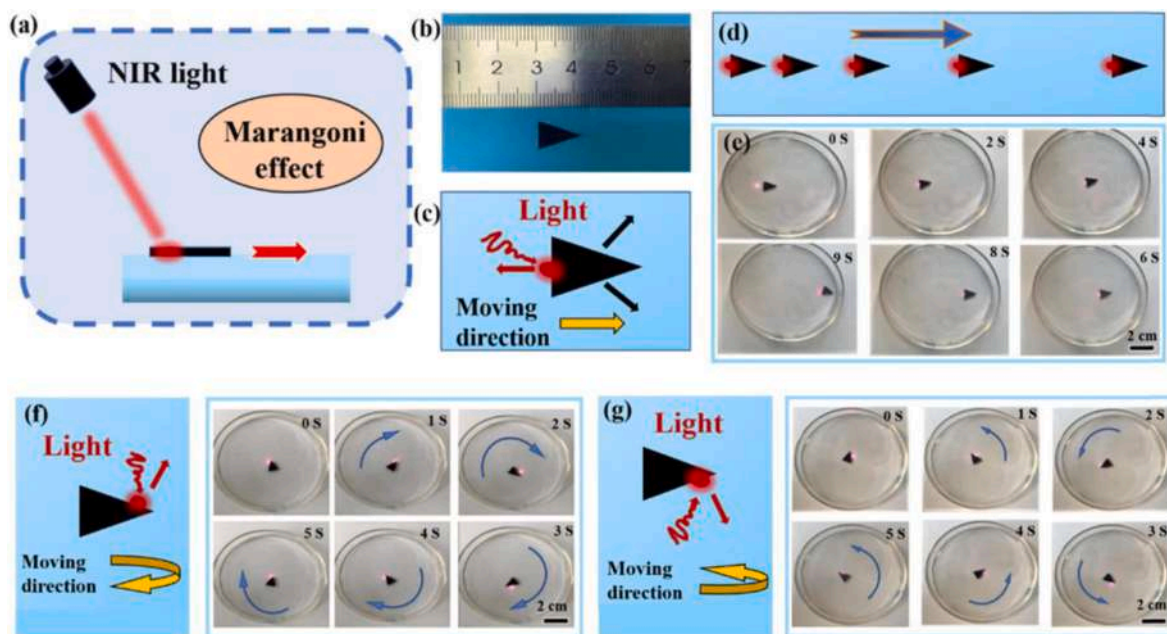 (a)
NIR light
Marangoni
effect
(b)
1 2 3 4 5 6 7
(c)
Light
Moving
direction
(d)
(e)
0 S
2 S
4 S
9 S
8 S
6 S
2 cm
(f)
Light
Moving
direction
0 S
1 S
2 S
5 S
4 S
3 S
2 cm
(g)
Light
Moving
direction
0 S
1 S
2 S
5 S
4 S
3 S
2 cm